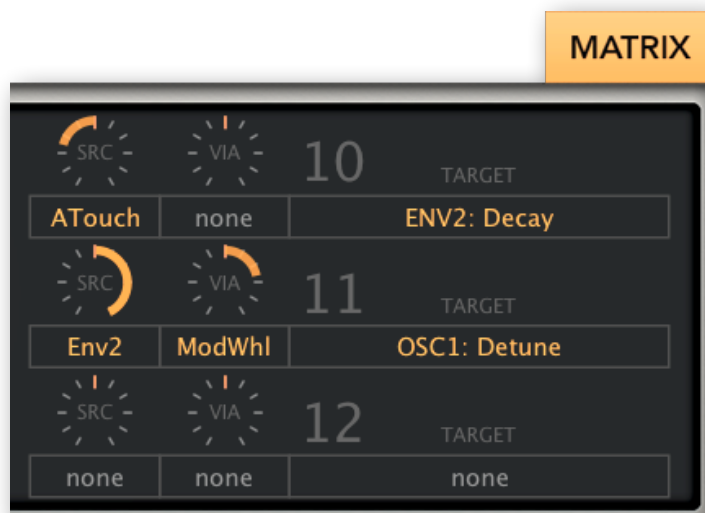 MATRIX
SRC VIA 10 TARGET
ATouch none ENV2: Decay
SRC VIA 11 TARGET
Env2 ModWhl OSC1: Detune
SRC VIA 12 TARGET
none none none